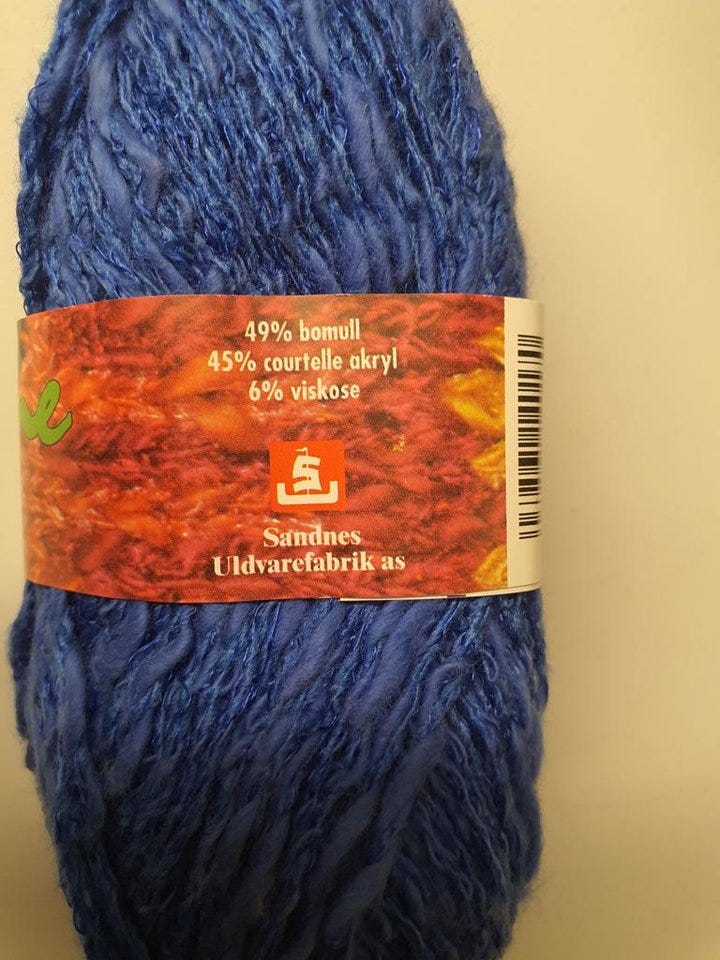 49% bomull
45% courtelle akryl
6% viskose
Sandnes
Uldvarefabrik as